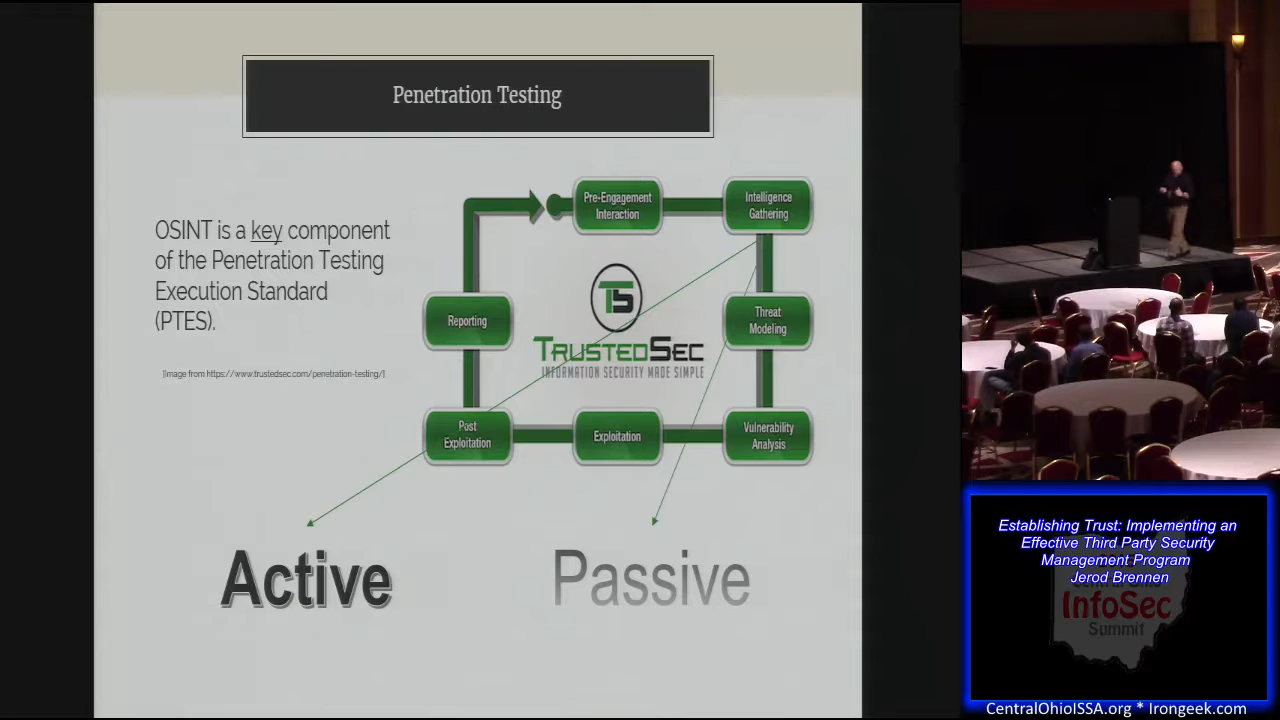 Penetration Testing
OSINT is a key component
of the Penetration Testing
Execution Standard
(PTES).
[Image from https://www.trustedsec.com/penetration-testing/]
Pre-Engagement
Interaction
Intelligence
Gathering
Threat
Modeling
Vulnerability
Analysis
Exploitation
Post
Exploitation
Reporting
TS
TRUSTEDSEC
INFORMATION SECURITY MADE SIMPLE
Active
Passive
Establishing Trust: Implementing an
Effective Third Party Security
Management Program
Jerod Brennen
InfoSec
Summit
CentralOhioISSA.org * Irongeek.com